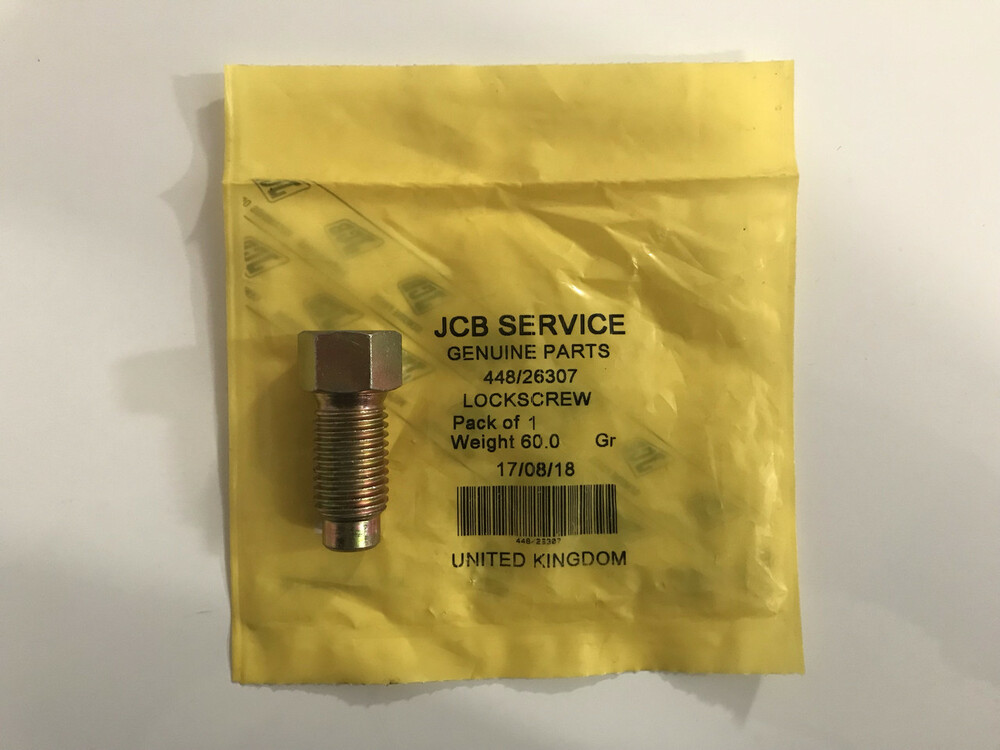 JCB SERVICE
GENUINE PARTS
448/26307
LOCKSCREW
Pack of 1
Weight 60.0 Gr
17/08/18
448-26307
UNITED KINGDOM